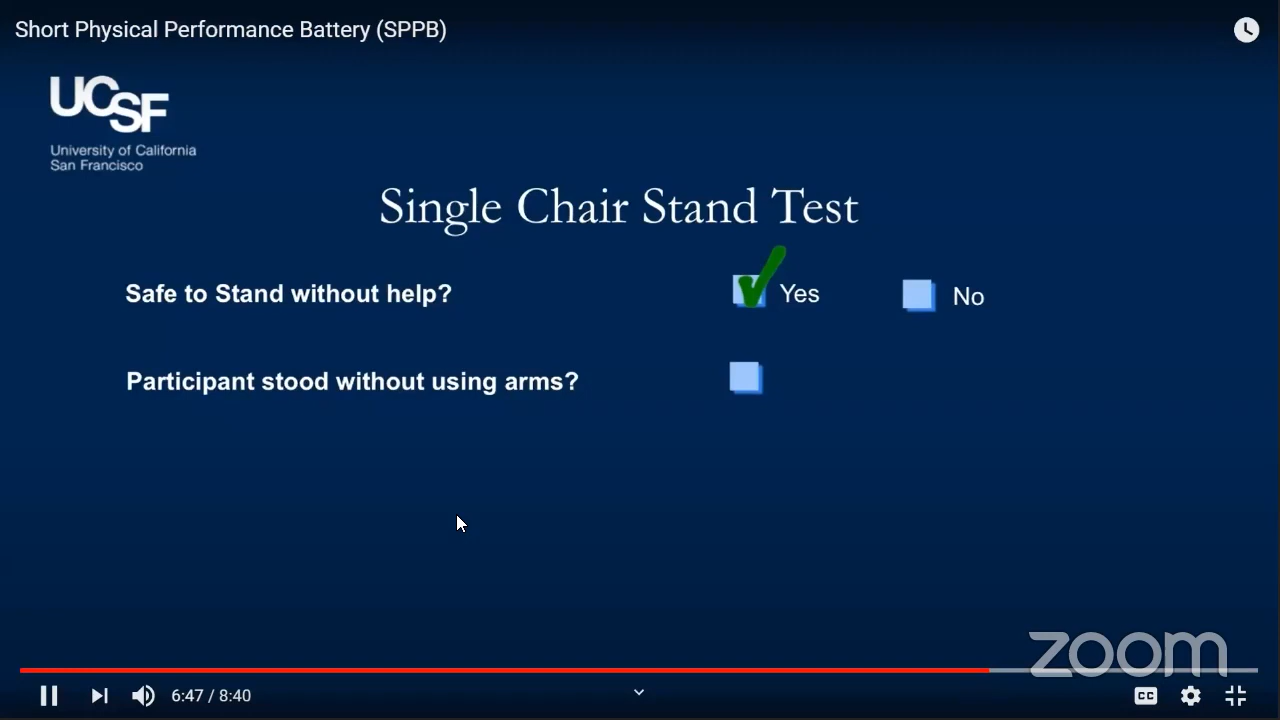 Short Physical Performance Battery (SPPB)
UCSF
University of California
San Francisco
Single Chair Stand Test
Safe to Stand without help? Yes No
Participant stood without using arms?
zoom
6:47 / 8:40
CC